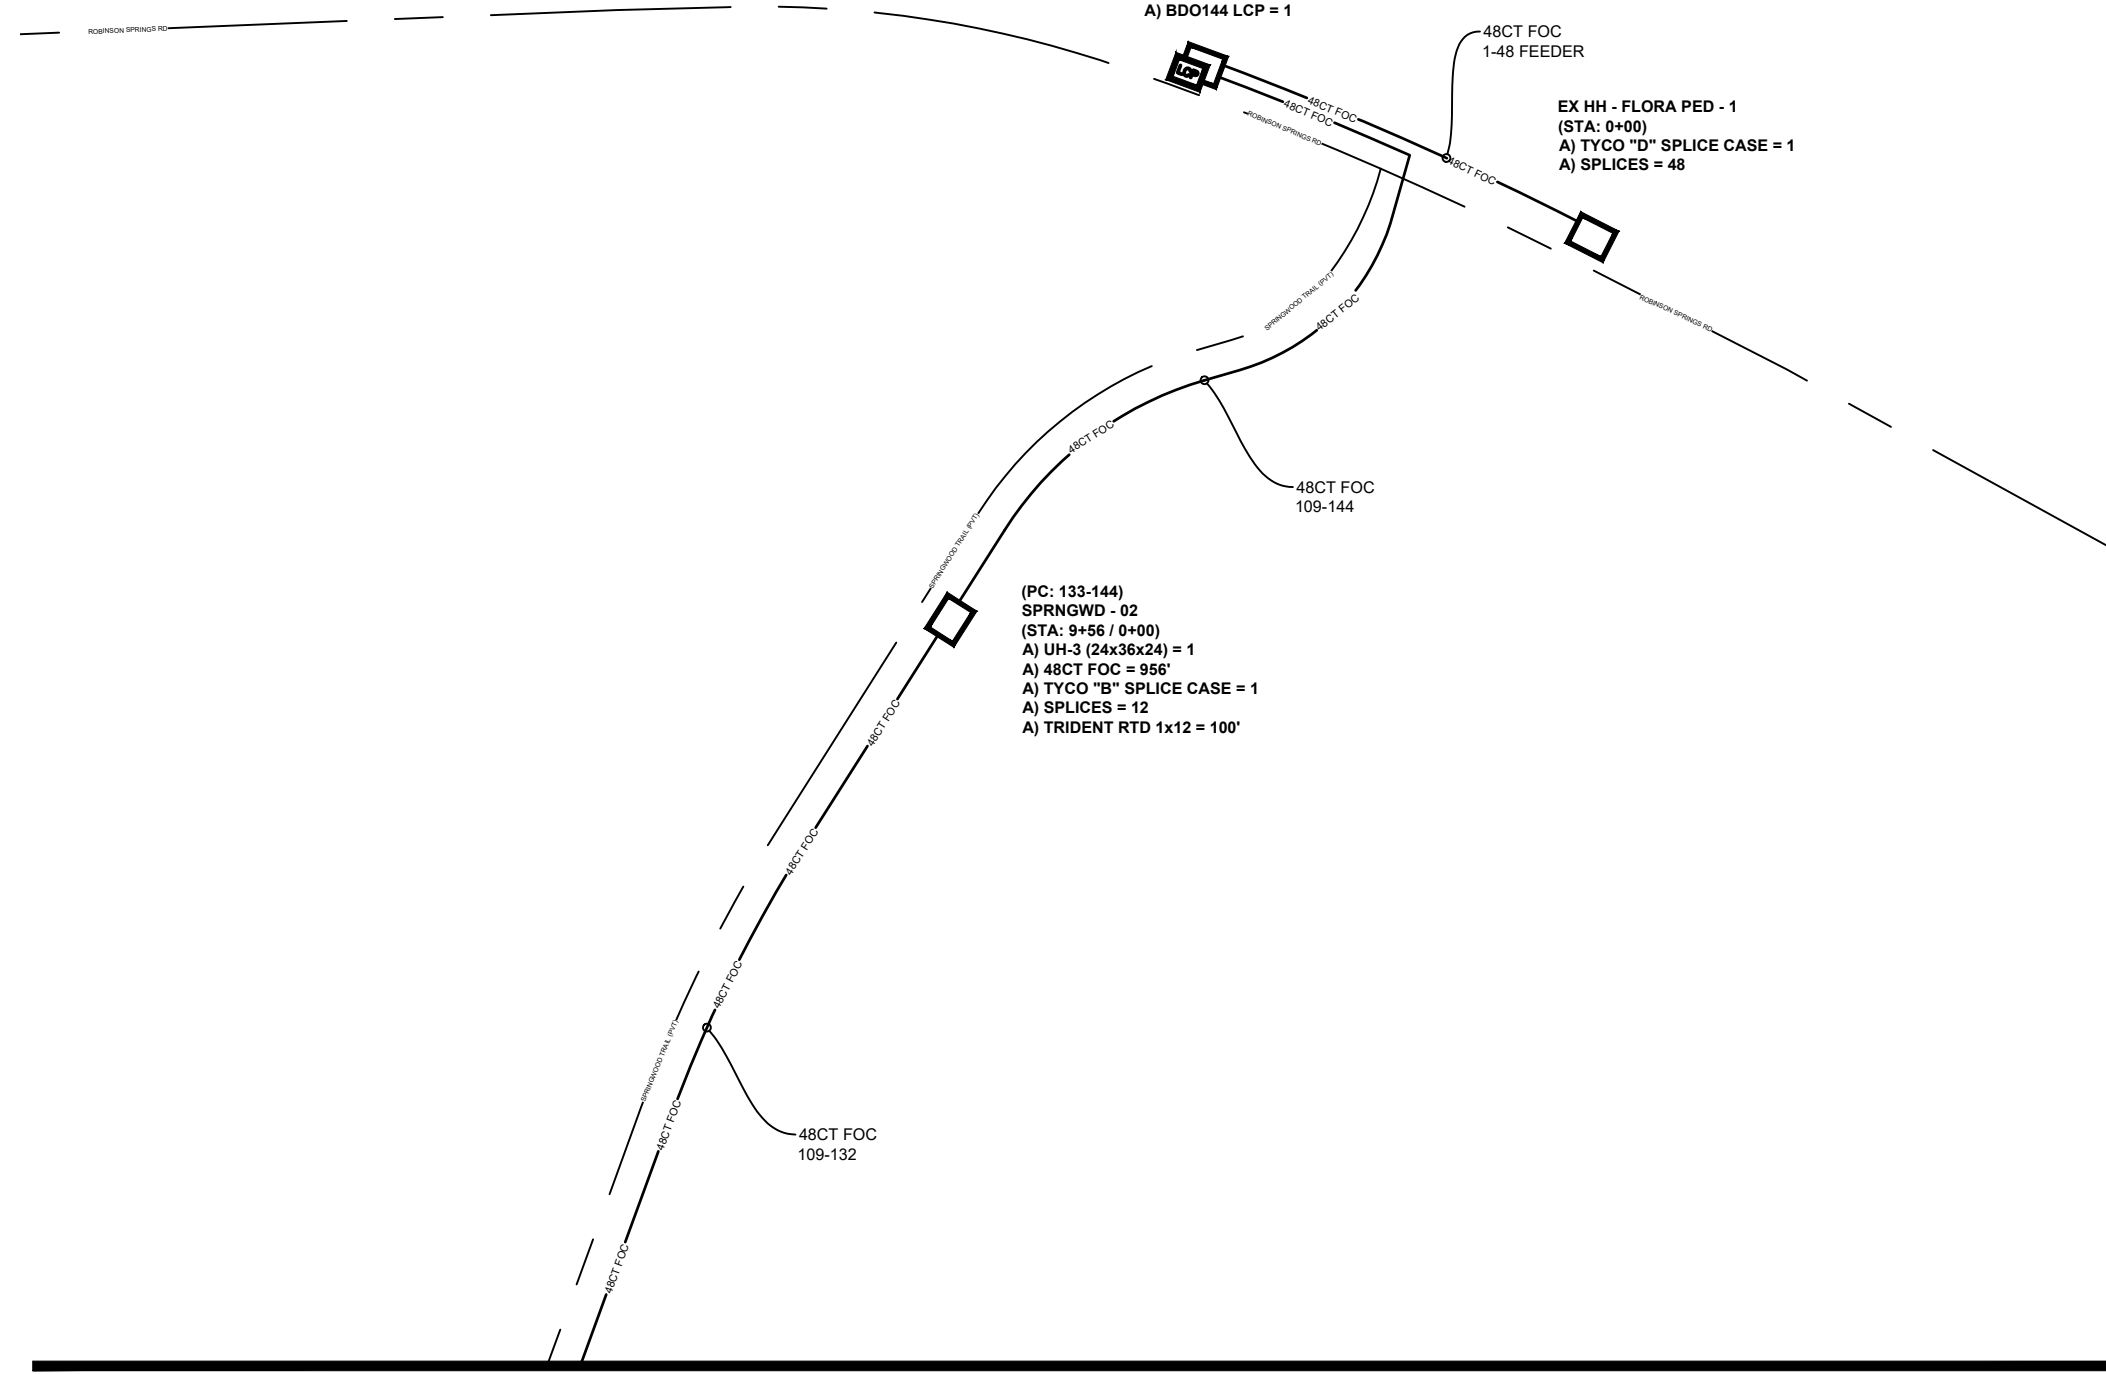 A) BDO144 LCP = 1
ROBINSON SPRINGS RD
48CT FOC
1-48 FEEDER
LCP
48CT FOC
48CT FOC
ROBINSON SPRINGS RD
48CT FOC
EX HH - FLORA PED - 1
(STA: 0+00)
A) TYCO "D" SPLICE CASE = 1
A) SPLICES = 48
SPRINGWOOD TRAIL (PVT)
48CT FOC
ROBINSON SPRINGS RD
48CT FOC
48CT FOC
109-144
SPRINGWOOD TRAIL (PVT)
(PC: 133-144)
SPRNGWD - 02
(STA: 9+56 / 0+00)
A) UH-3 (24x36x24) = 1
A) 48CT FOC = 956'
A) TYCO "B" SPLICE CASE = 1
A) SPLICES = 12
A) TRIDENT RTD 1x12 = 100'
48CT FOC
48CT FOC
48CT FOC
SPRINGWOOD TRAIL (PVT)
48CT FOC
48CT FOC
109-132
48CT FOC